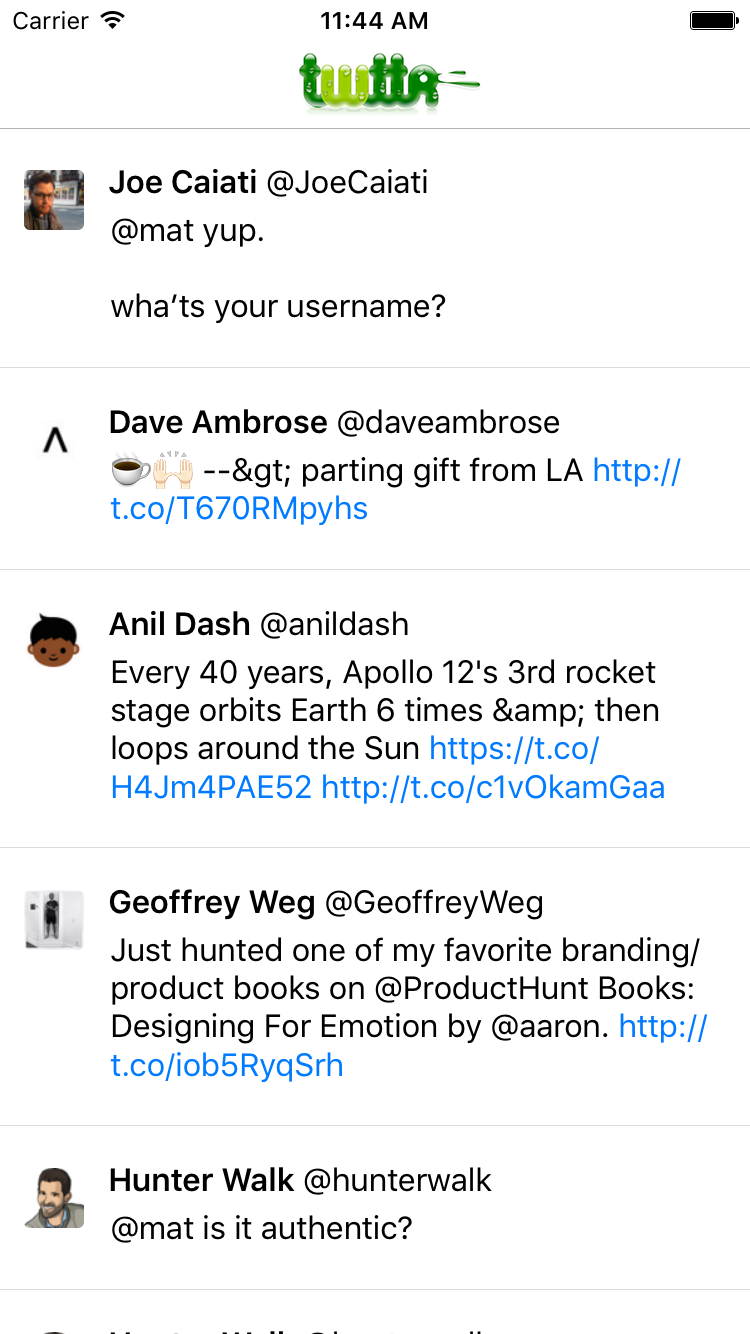 Carrier 11:44 AM
twttr
Joe Caiati @JoeCaiati
@mat yup.
wha’ts your username?
Dave Ambrose @daveambrose
☕🙌🏻 --&gt; parting gift from LA http://
t.co/T670RMpyhs
Anil Dash @anildash
Every 40 years, Apollo 12's 3rd rocket
stage orbits Earth 6 times &amp; then
loops around the Sun https://t.co/
H4Jm4PAE52 http://t.co/c1vOkamGaa
Geoffrey Weg @GeoffreyWeg
Just hunted one of my favorite branding/
product books on @ProductHunt Books:
Designing For Emotion by @aaron. http://
t.co/iob5RyqSrh
Hunter Walk @hunterwalk
@mat is it authentic?